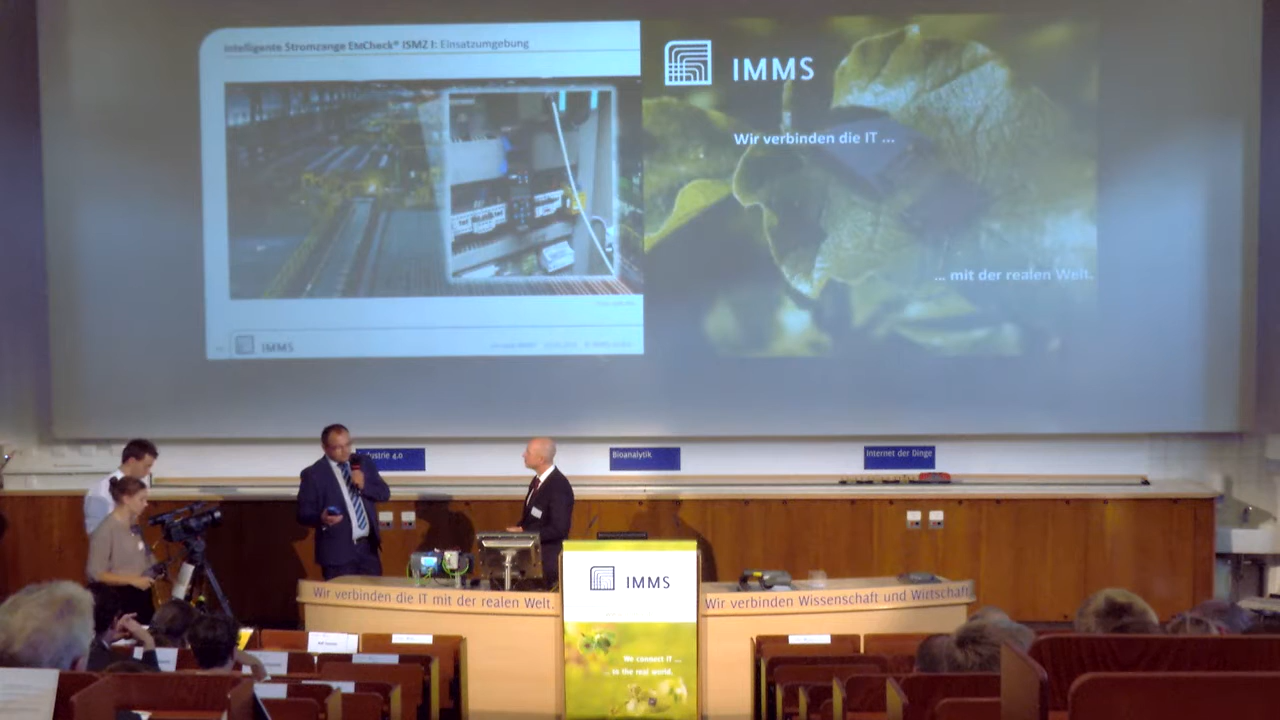 Intelligente Stromzange EmCheck® ISMZ I: Einsatzumgebung
IMMS
IMMS
Wir verbinden die IT ...
... mit der realen Welt.
Industrie 4.0
Bioanalytik
Internet der Dinge
Wir verbinden die IT mit der realen Welt.
IMMS
Wir verbinden Wissenschaft und Wirtschaft.
We connect IT ...
... to the real world.